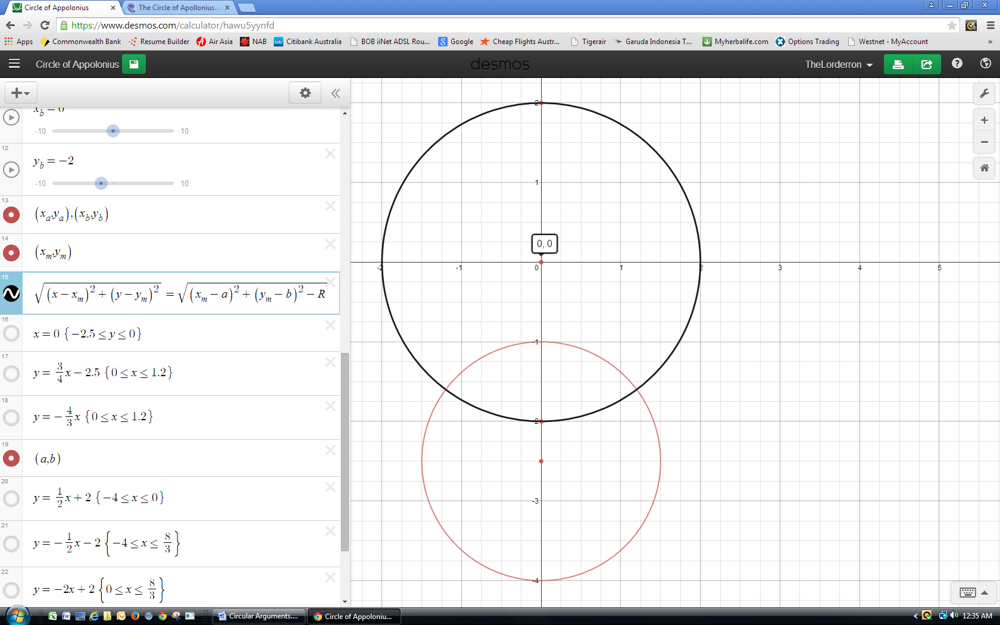 Circle of Appolonius
The Circle of Apollonius...
https://www.desmos.com/calculator/hawu5yynfd
Apps Commonwealth Bank Resume Builder Air Asia NAB citi Citibank Australia BOB iiNet ADSL Rou... 8 Google Cheap Flights Austr... Tigerair Garuda Indonesia T... Myherbalife.com Options Trading Westnet - MyAccount »
Circle of Appolonius
desmos
TheLorderron
?
x_b = 0
-10 10
12
y_b = −2
-10 10
13
(x_a, y_a), (x_b, y_b)
14
(x_m, y_m)
15
√((x − x_m)² + (y − y_m)²) = √((x_m − a)² + (y_m − b)² − R
16
x = 0 {−2.5 ≤ y ≤ 0}
17
y = 3/4 x − 2.5 {0 ≤ x ≤ 1.2}
18
y = − 4/3 x {0 ≤ x ≤ 1.2}
19
(a,b)
20
y = 1/2 x + 2 {−4 ≤ x ≤ 0}
21
y = − 1/2 x − 2 {−4 ≤ x ≤ 8/3}
22
y = −2x + 2 {0 ≤ x ≤ 8/3}
2
1
0, 0
-2 -1 0 1 2 3 4 5
-1
-2
-3
-4
Circular Arguments....
Circle of Appoloniu...
12:35 AM